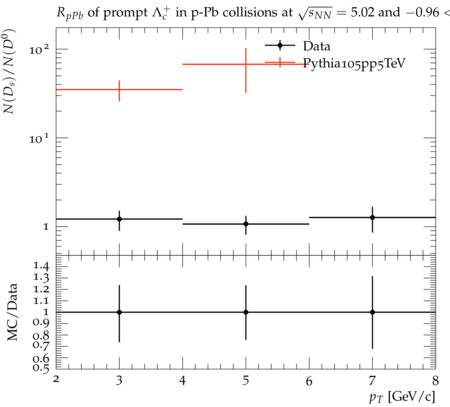 R_{pPb} of prompt Λ_c^+ in p-Pb collisions at √s_{NN} = 5.02 and −0.96 <
N(D_s)/N(D^0)
Data
Pythia105pp5TeV
10^2
10^1
1
MC/Data
1.4
1.3
1.2
1.1
1
0.9
0.8
0.7
0.6
0.5
2 3 4 5 6 7 8
p_T [GeV/c]